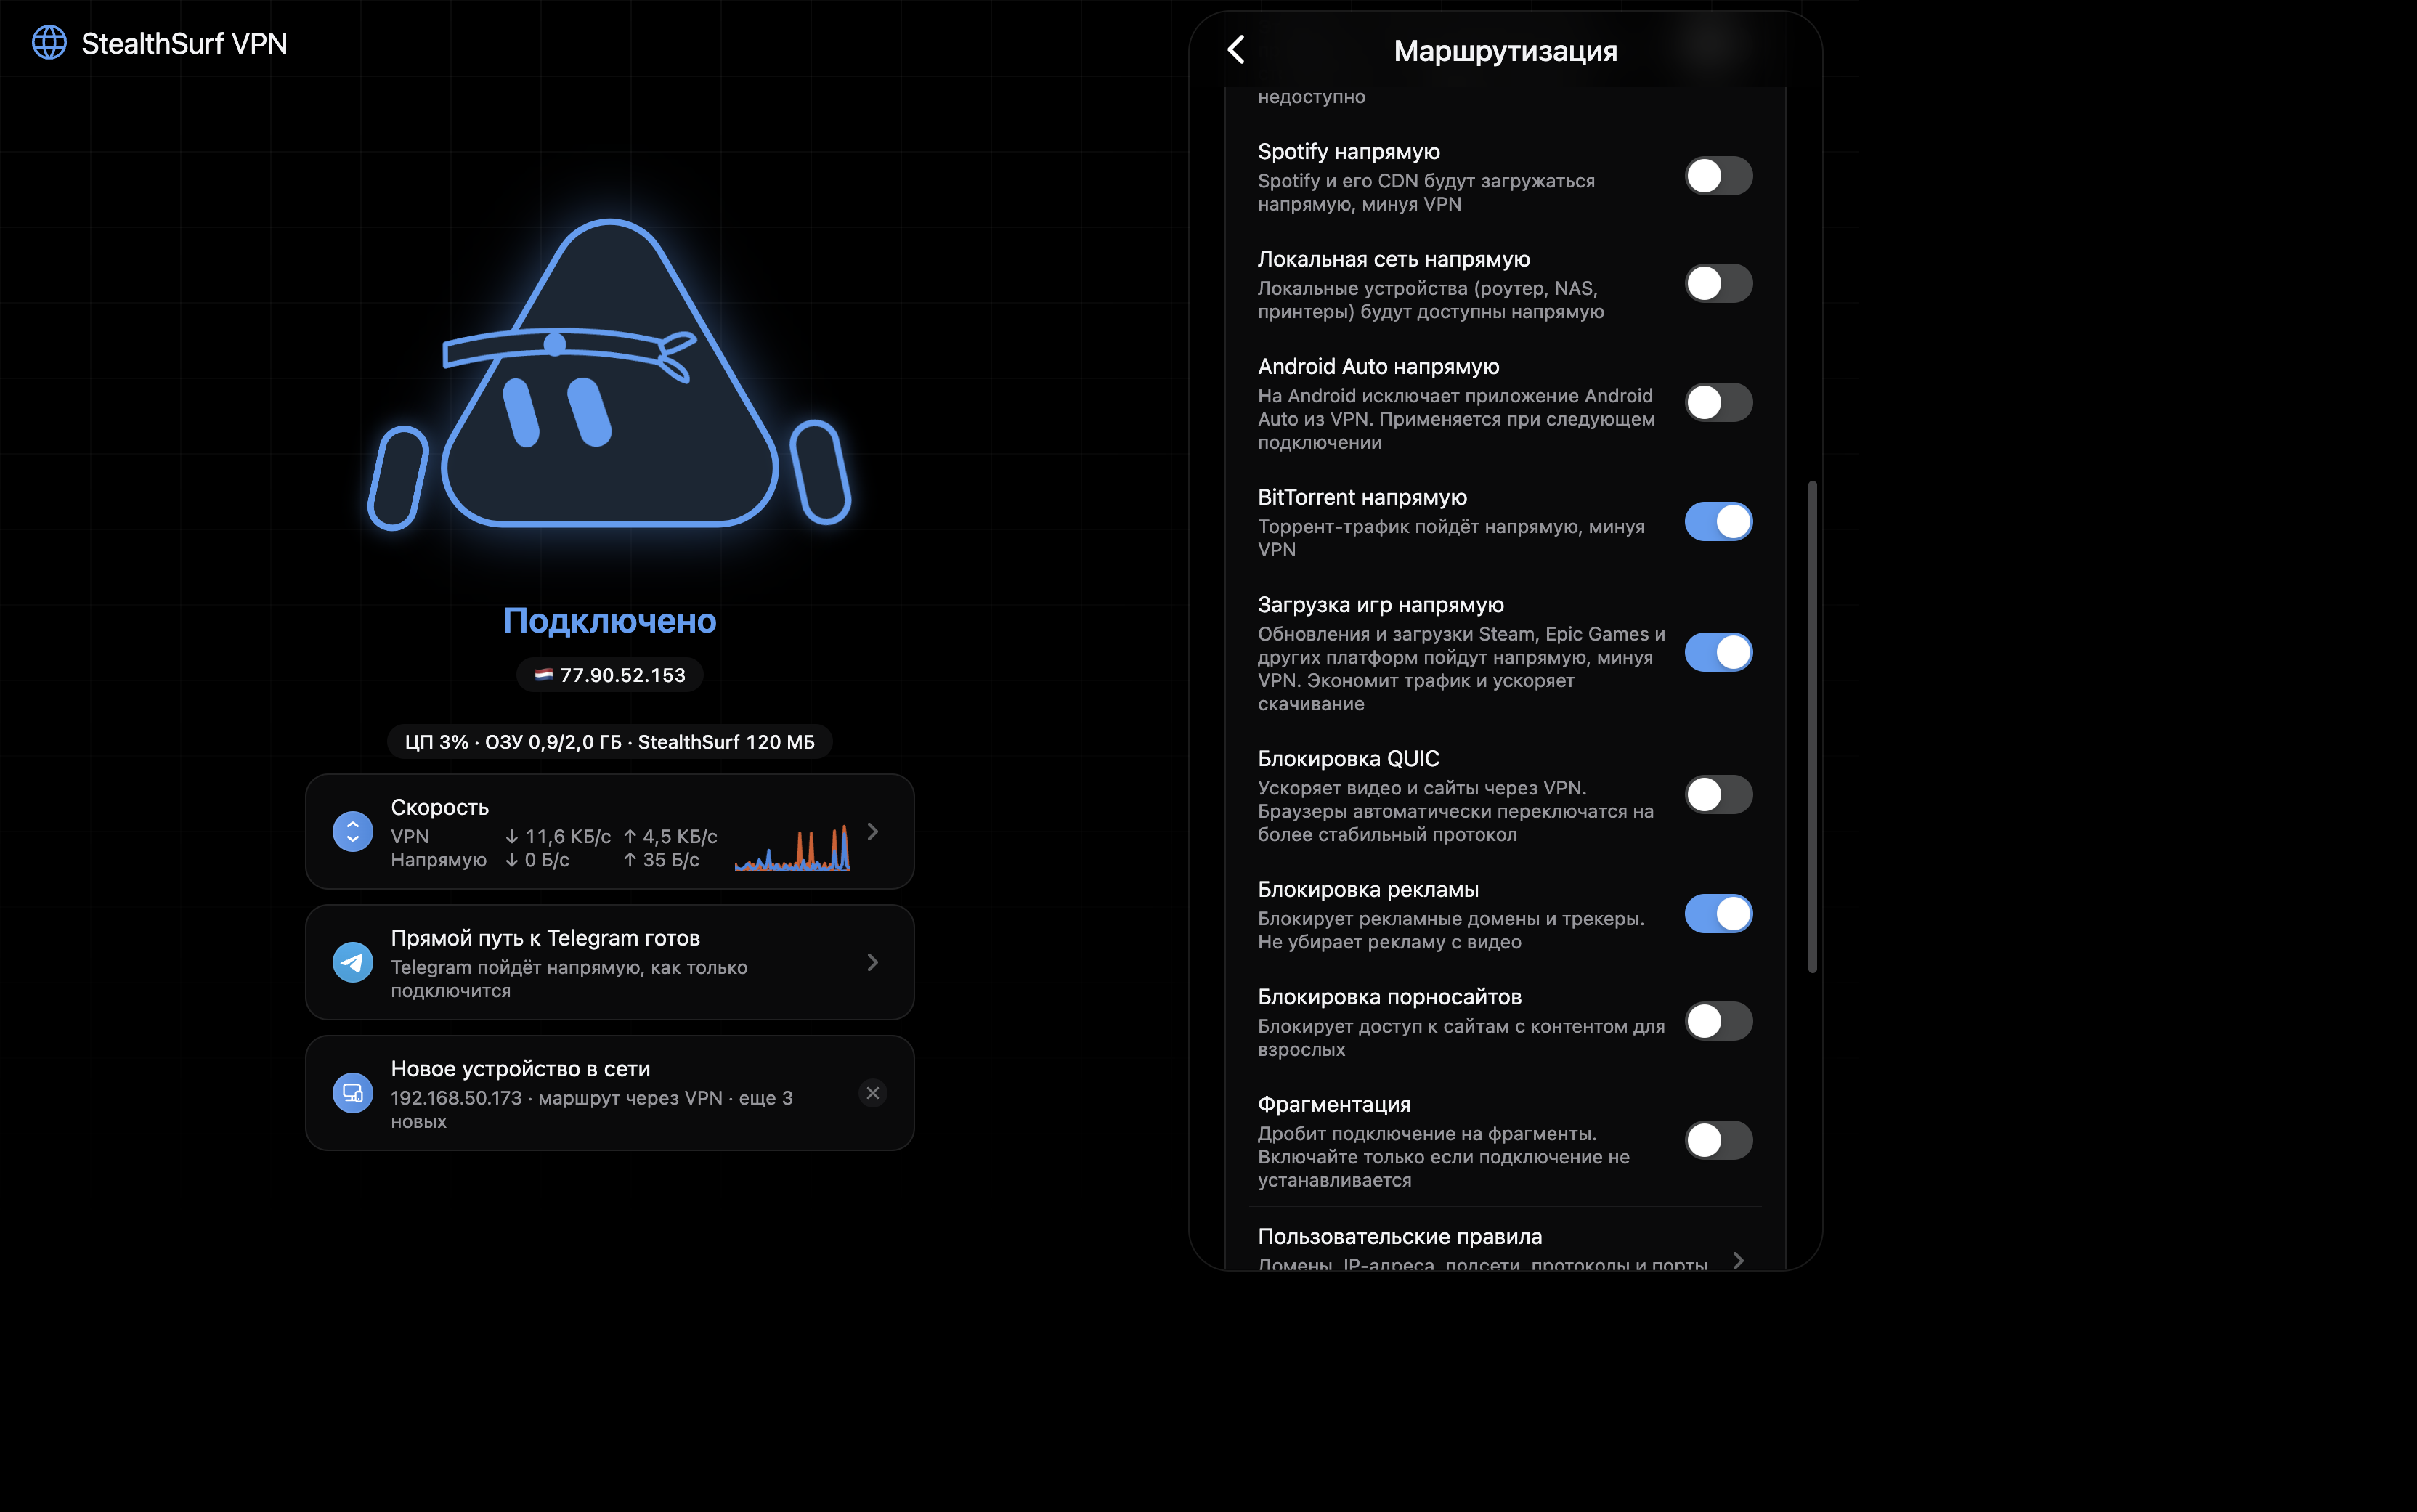 StealthSurf VPN
Подключено
77.90.52.153
ЦП 3% · ОЗУ 0,9/2,0 ГБ · StealthSurf 120 МБ
Скорость
VPN ↓ 11,6 КБ/с ↑ 4,5 КБ/с
Напрямую ↓ 0 Б/с ↑ 35 Б/с
Прямой путь к Telegram готов
Telegram пойдёт напрямую, как только
подключится
Новое устройство в сети
192.168.50.173 · маршрут через VPN · еще 3
новых
Маршрутизация
недоступно
Spotify напрямую
Spotify и его CDN будут загружаться
напрямую, минуя VPN
Локальная сеть напрямую
Локальные устройства (роутер, NAS,
принтеры) будут доступны напрямую
Android Auto напрямую
На Android исключает приложение Android
Auto из VPN. Применяется при следующем
подключении
BitTorrent напрямую
Торрент-трафик пойдёт напрямую, минуя
VPN
Загрузка игр напрямую
Обновления и загрузки Steam, Epic Games и
других платформ пойдут напрямую, минуя
VPN. Экономит трафик и ускоряет
скачивание
Блокировка QUIC
Ускоряет видео и сайты через VPN.
Браузеры автоматически переключатся на
более стабильный протокол
Блокировка рекламы
Блокирует рекламные домены и трекеры.
Не убирает рекламу с видео
Блокировка порносайтов
Блокирует доступ к сайтам с контентом для
взрослых
Фрагментация
Дробит подключение на фрагменты.
Включайте только если подключение не
устанавливается
Пользовательские правила
Домены, IP-адреса, подсети, протоколы и порты